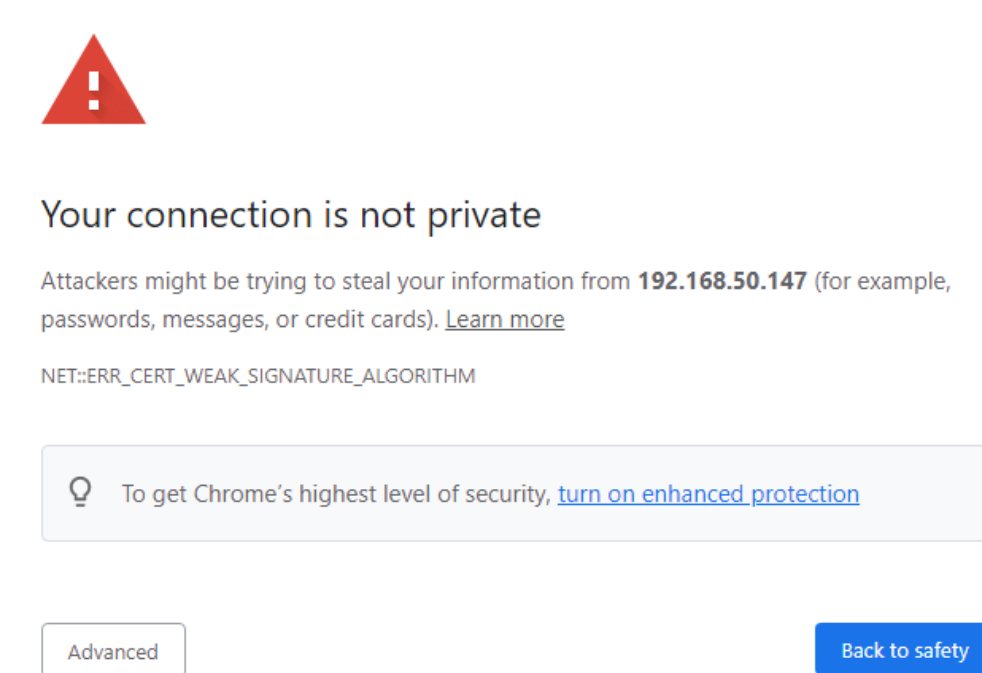 Your connection is not private
Attackers might be trying to steal your information from 192.168.50.147 (for example,
passwords, messages, or credit cards). Learn more
NET::ERR_CERT_WEAK_SIGNATURE_ALGORITHM
To get Chrome's highest level of security, turn on enhanced protection
Advanced
Back to safety